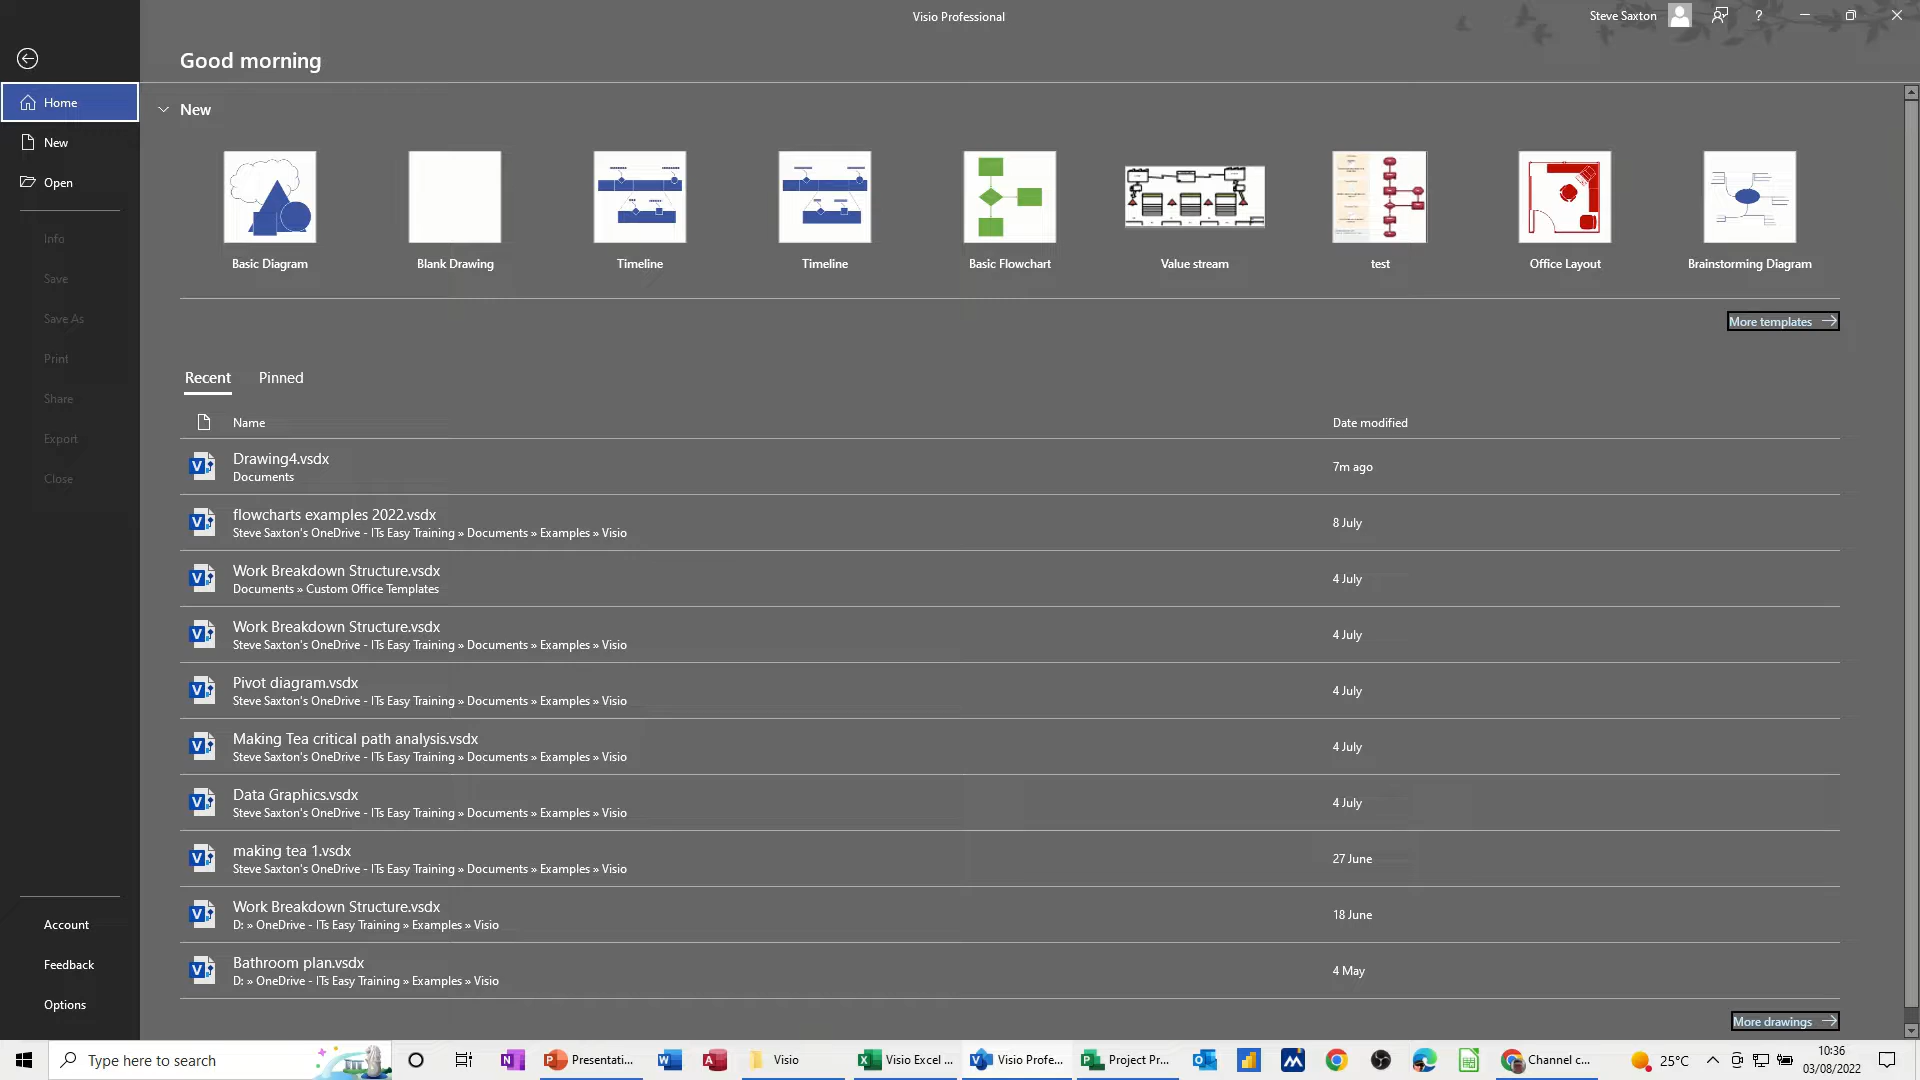 Visio Professional
Steve Saxton
?
Good morning
Home
New
Open
Info
Save
Save As
Print
Share
Export
Close
Account
Feedback
Options
New
Basic Diagram
Blank Drawing
Timeline
Timeline
Basic Flowchart
Value stream
test
Office Layout
Brainstorming Diagram
More templates
Recent Pinned
Name Date modified
Drawing4.vsdx
Documents
7m ago
flowcharts examples 2022.vsdx
Steve Saxton's OneDrive - ITs Easy Training » Documents » Examples » Visio
8 July
Work Breakdown Structure.vsdx
Documents » Custom Office Templates
4 July
Work Breakdown Structure.vsdx
Steve Saxton's OneDrive - ITs Easy Training » Documents » Examples » Visio
4 July
Pivot diagram.vsdx
Steve Saxton's OneDrive - ITs Easy Training » Documents » Examples » Visio
4 July
Making Tea critical path analysis.vsdx
Steve Saxton's OneDrive - ITs Easy Training » Documents » Examples » Visio
4 July
Data Graphics.vsdx
Steve Saxton's OneDrive - ITs Easy Training » Documents » Examples » Visio
4 July
making tea 1.vsdx
Steve Saxton's OneDrive - ITs Easy Training » Documents » Examples » Visio
27 June
Work Breakdown Structure.vsdx
D: » OneDrive - ITs Easy Training » Examples » Visio
18 June
Bathroom plan.vsdx
D: » OneDrive - ITs Easy Training » Examples » Visio
4 May
More drawings
Type here to search
Presentati...
Visio
Visio Excel ...
Visio Profe...
Project Pr...
Channel c...
25°C
10:36
03/08/2022